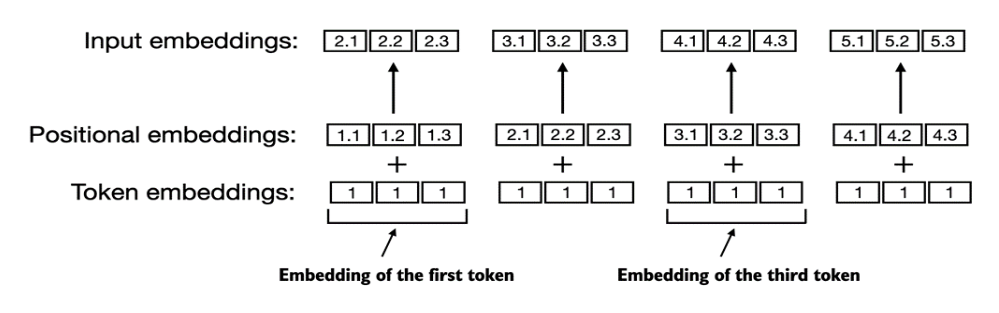 Input embeddings: 2.1 2.2 2.3 3.1 3.2 3.3 4.1 4.2 4.3 5.1 5.2 5.3
Positional embeddings: 1.1 1.2 1.3 2.1 2.2 2.3 3.1 3.2 3.3 4.1 4.2 4.3
+ + + +
Token embeddings: 1 1 1 1 1 1 1 1 1 1 1 1
Embedding of the first token Embedding of the third token